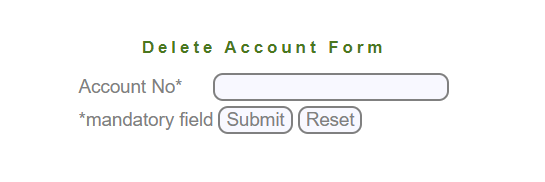 Delete Account Form
Account No*
*mandatory field Submit Reset